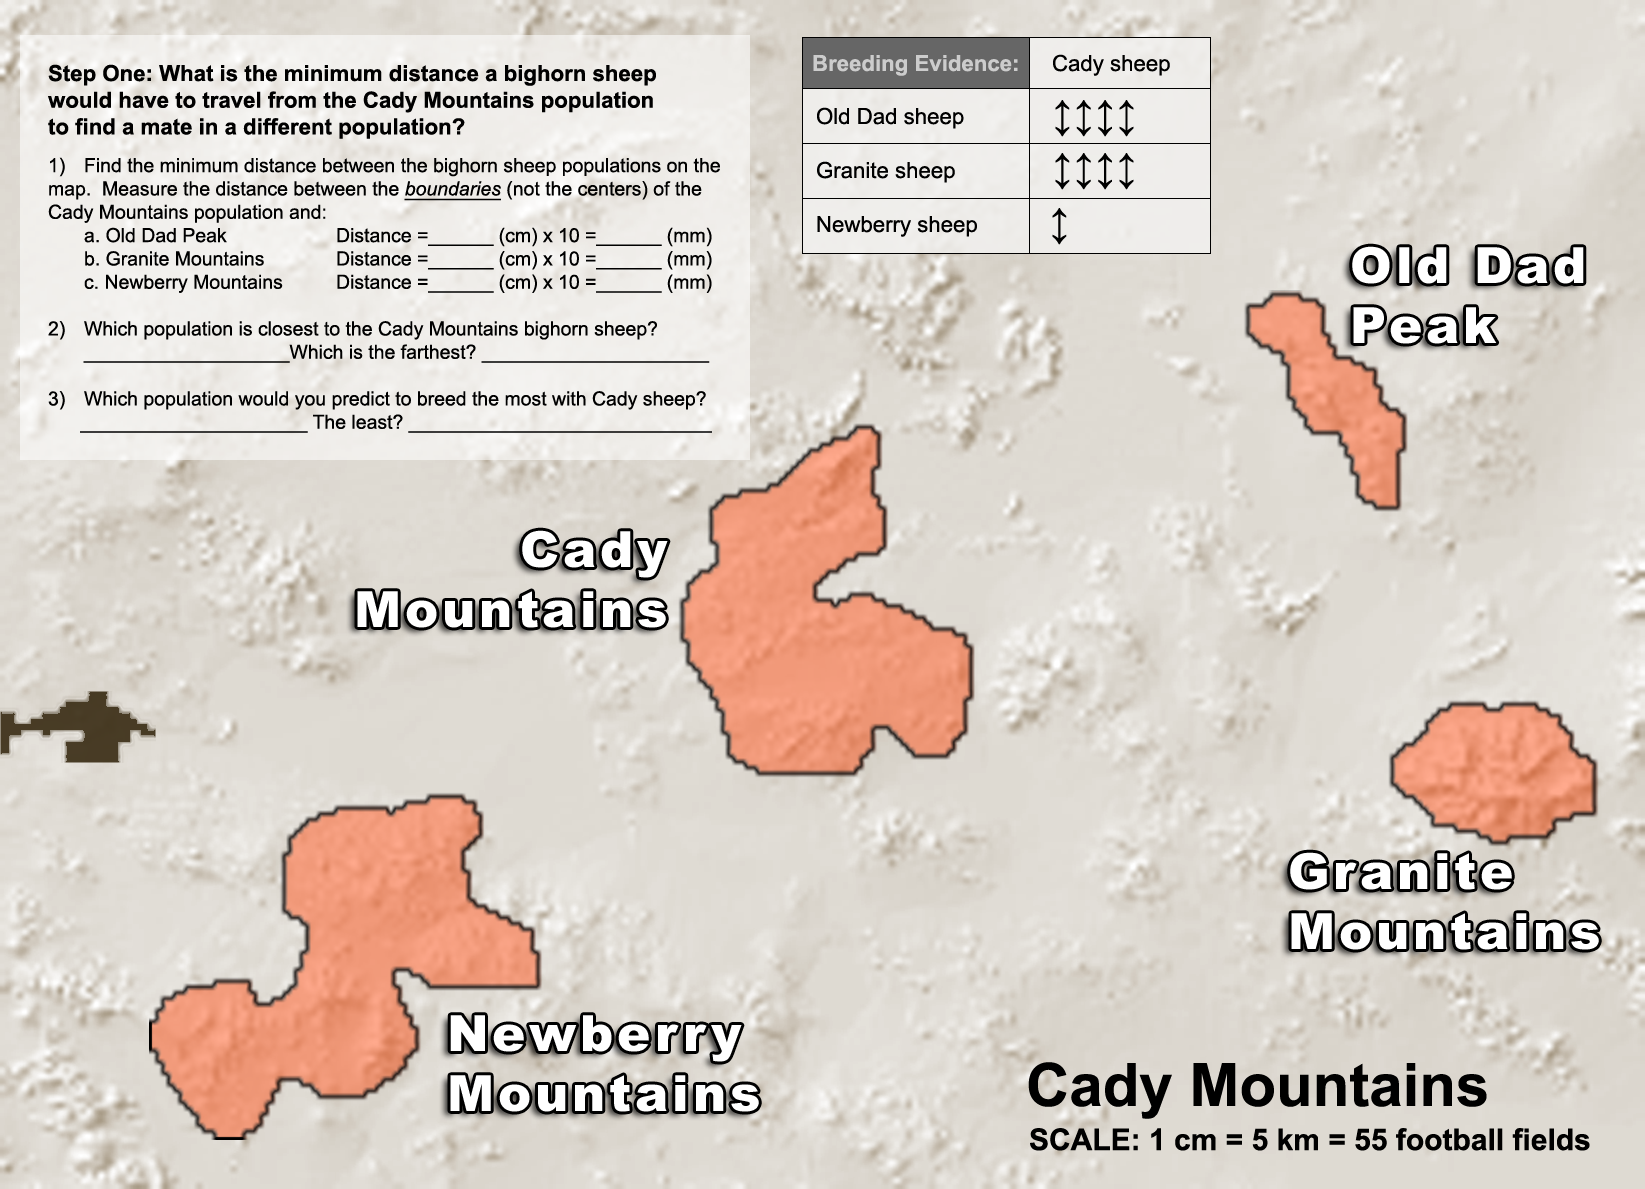 Step One: What is the minimum distance a bighorn sheep
would have to travel from the Cady Mountains population
to find a mate in a different population?
1) Find the minimum distance between the bighorn sheep populations on the
map. Measure the distance between the boundaries (not the centers) of the
Cady Mountains population and:
a. Old Dad Peak Distance =______ (cm) x 10 =______ (mm)
b. Granite Mountains Distance =______ (cm) x 10 =______ (mm)
c. Newberry Mountains Distance =______ (cm) x 10 =______ (mm)
2) Which population is closest to the Cady Mountains bighorn sheep?
___________________Which is the farthest? _____________________
3) Which population would you predict to breed the most with Cady sheep?
_____________________ The least? ____________________________
Breeding Evidence: Cady sheep
Old Dad sheep ↕↕↕↕
Granite sheep ↕↕↕↕
Newberry sheep ↕
Old Dad
Peak
Cady
Mountains
Granite
Mountains
Newberry
Mountains
Cady Mountains
SCALE: 1 cm = 5 km = 55 football fields